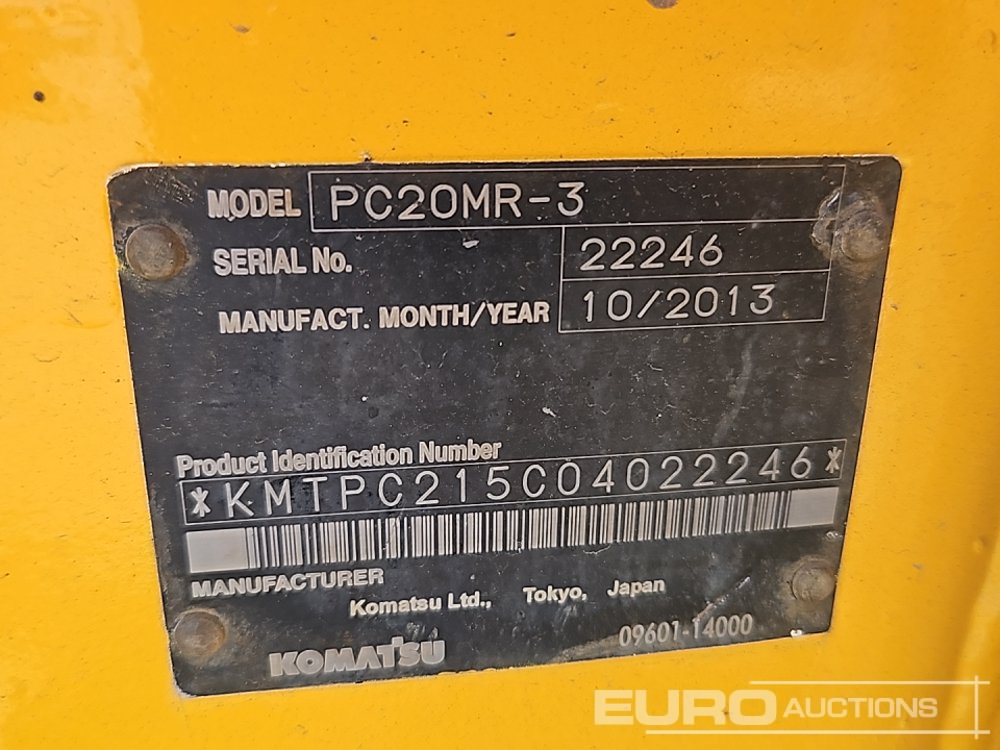 MODEL PC20MR-3
SERIAL No. 22246
MANUFACT. MONTH/YEAR 10/2013
Product Identification Number
*KMTPC215C04022246*
MANUFACTURER
Komatsu Ltd., Tokyo, Japan
KOMATSU 09601-14000
EURO AUCTIONS